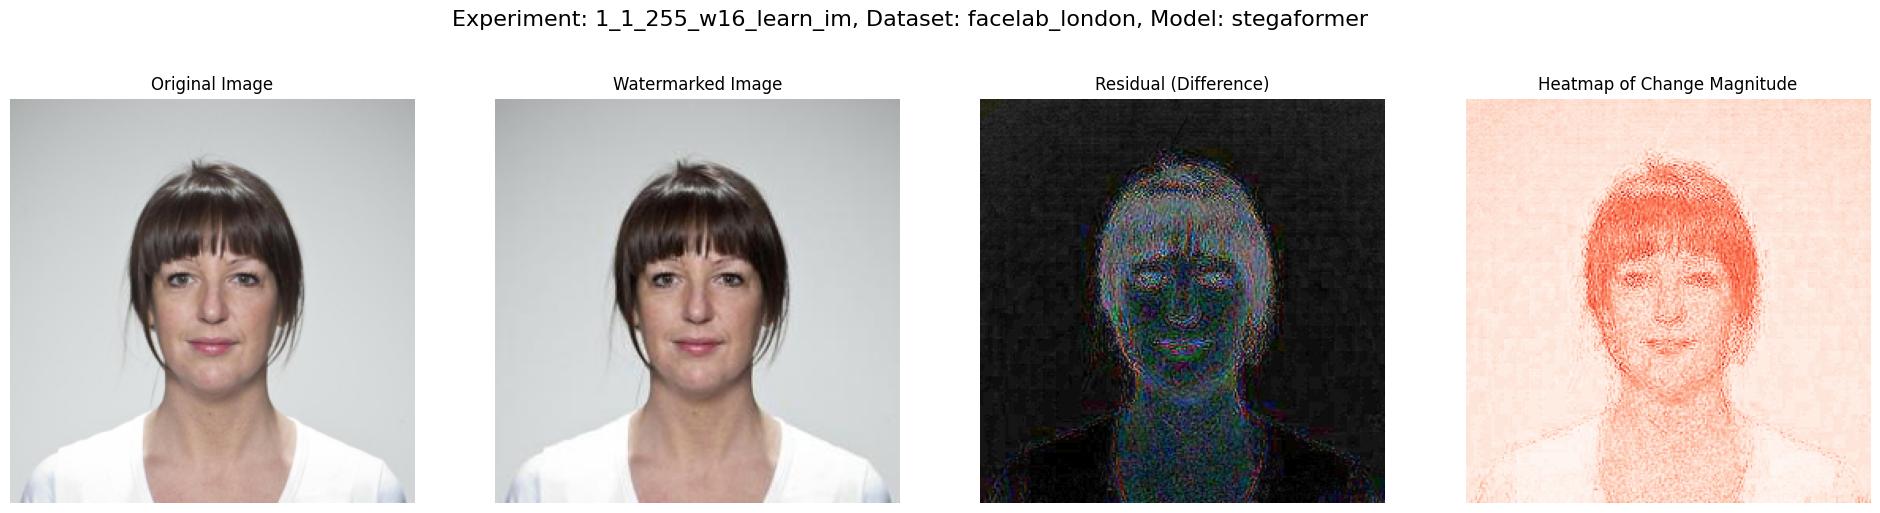 Experiment: 1_1_255_w16_learn_im, Dataset: facelab_london, Model: stegaformer
Original Image
Watermarked Image
Residual (Difference)
Heatmap of Change Magnitude